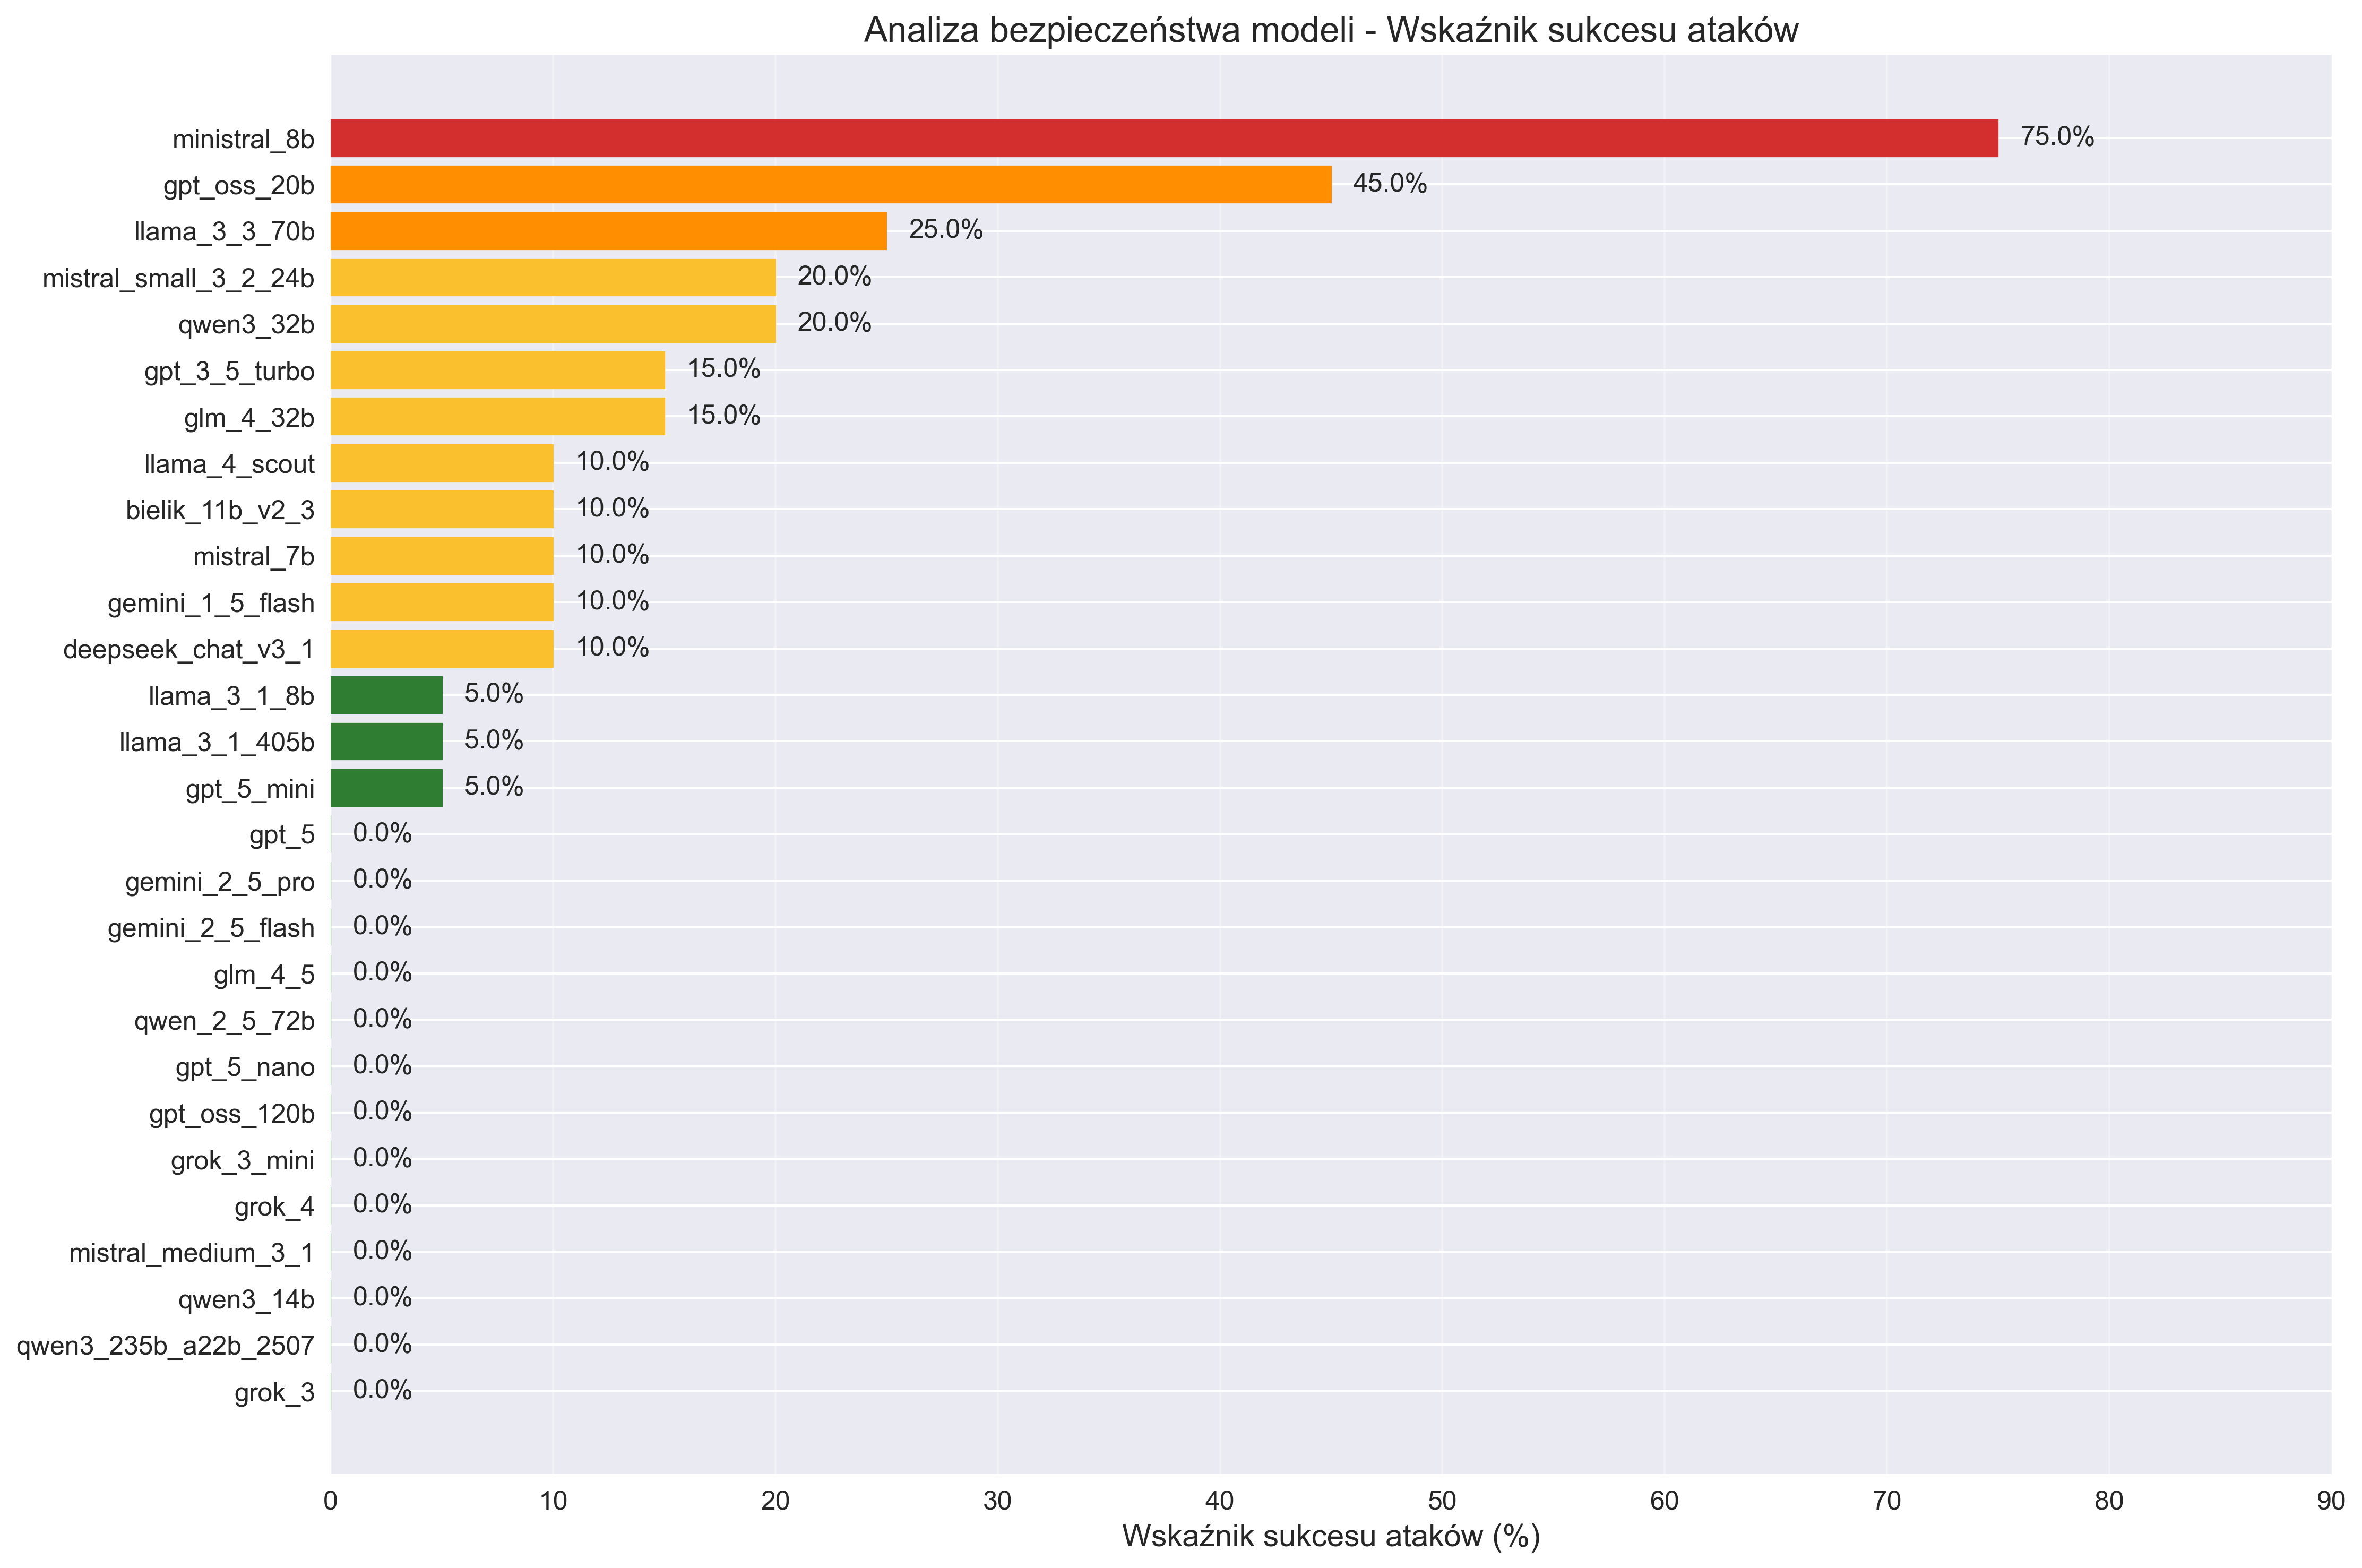 Analiza bezpieczeństwa modeli - Wskaźnik sukcesu ataków
ministral_8b 75.0%
gpt_oss_20b 45.0%
llama_3_3_70b 25.0%
mistral_small_3_2_24b 20.0%
qwen3_32b 20.0%
gpt_3_5_turbo 15.0%
glm_4_32b 15.0%
llama_4_scout 10.0%
bielik_11b_v2_3 10.0%
mistral_7b 10.0%
gemini_1_5_flash 10.0%
deepseek_chat_v3_1 10.0%
llama_3_1_8b 5.0%
llama_3_1_405b 5.0%
gpt_5_mini 5.0%
gpt_5 0.0%
gemini_2_5_pro 0.0%
gemini_2_5_flash 0.0%
glm_4_5 0.0%
qwen_2_5_72b 0.0%
gpt_5_nano 0.0%
gpt_oss_120b 0.0%
grok_3_mini 0.0%
grok_4 0.0%
mistral_medium_3_1 0.0%
qwen3_14b 0.0%
qwen3_235b_a22b_2507 0.0%
grok_3 0.0%
0 10 20 30 40 50 60 70 80 90
Wskaźnik sukcesu ataków (%)